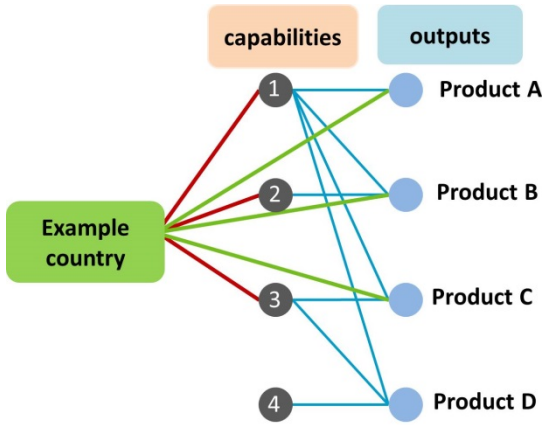 capabilities
outputs
1
Product A
2
Product B
Example
country
3
Product C
4
Product D